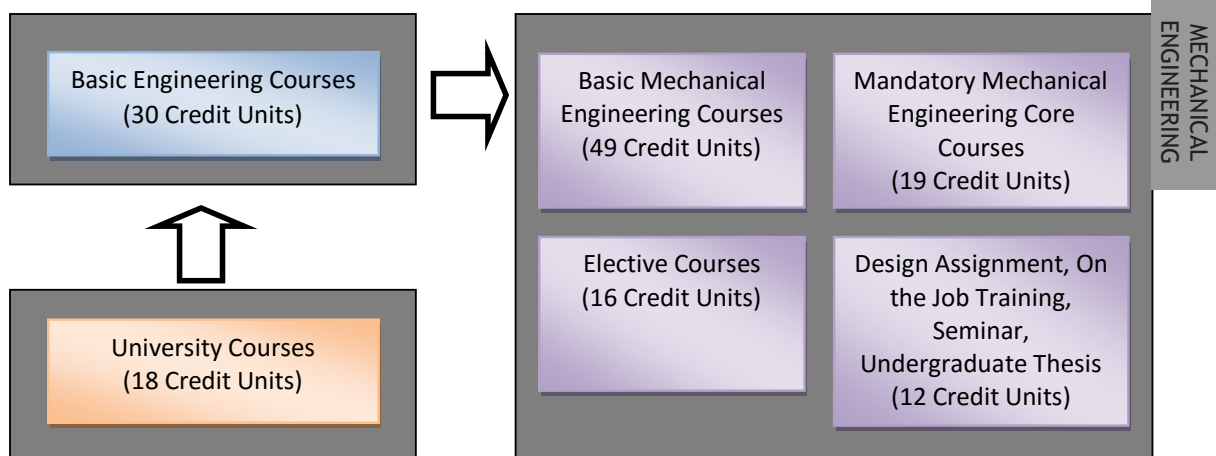 Basic Engineering Courses
(30 Credit Units)
University Courses
(18 Credit Units)
Basic Mechanical
Engineering Courses
(49 Credit Units)
Mandatory Mechanical
Engineering Core
Courses
(19 Credit Units)
Elective Courses
(16 Credit Units)
Design Assignment, On
the Job Training,
Seminar,
Undergraduate Thesis
(12 Credit Units)
MECHANICAL
ENGINEERING